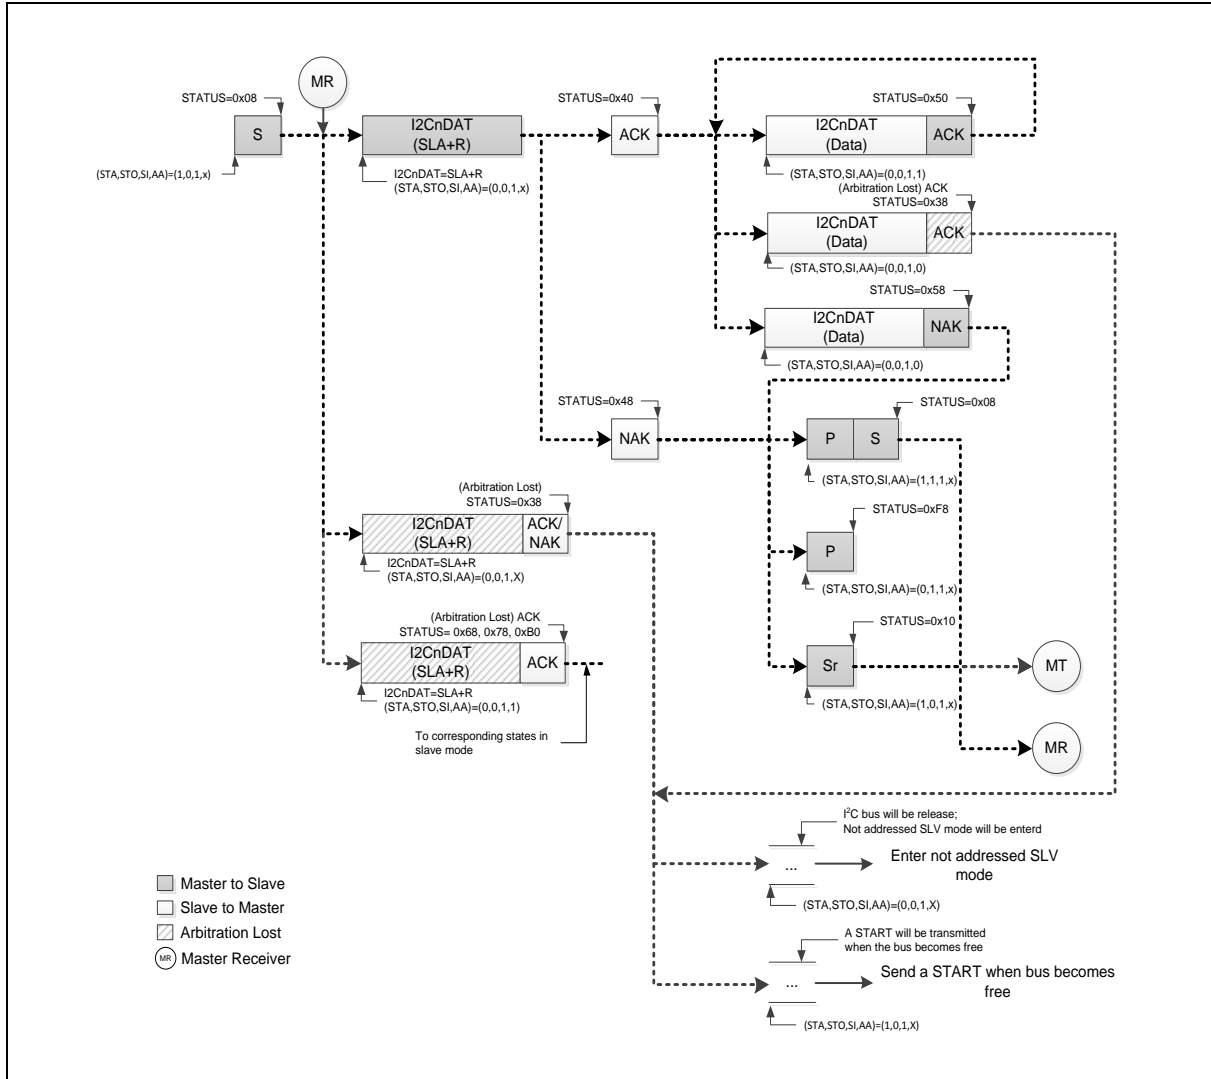 MR
STATUS=0x08
S
(STA,STO,SI,AA)=(1,0,1,x)
I2CnDAT
(SLA+R)
I2CnDAT=SLA+R
(STA,STO,SI,AA)=(0,0,1,x)
STATUS=0x40
ACK
STATUS=0x50
I2CnDAT
(Data)
ACK
(STA,STO,SI,AA)=(0,0,1,1)
(Arbitration Lost) ACK
STATUS=0x38
I2CnDAT
(Data)
ACK
(STA,STO,SI,AA)=(0,0,1,0)
STATUS=0x58
I2CnDAT
(Data)
NAK
(STA,STO,SI,AA)=(0,0,1,0)
STATUS=0x48
NAK
STATUS=0x08
P
S
(STA,STO,SI,AA)=(1,1,1,x)
STATUS=0xF8
P
(STA,STO,SI,AA)=(0,1,1,x)
STATUS=0x10
Sr
(STA,STO,SI,AA)=(1,0,1,x)
MT
MR
(Arbitration Lost)
STATUS=0x38
I2CnDAT
(SLA+R)
ACK/
NAK
I2CnDAT=SLA+R
(STA,STO,SI,AA)=(0,0,1,X)
(Arbitration Lost) ACK
STATUS= 0x68, 0x78, 0xB0
I2CnDAT
(SLA+R)
ACK
I2CnDAT=SLA+R
(STA,STO,SI,AA)=(0,0,1,1)
To corresponding states in
slave mode
I²C bus will be release;
Not addressed SLV mode will be enterd
...
Enter not addressed SLV
mode
(STA,STO,SI,AA)=(0,0,1,X)
A START will be transmitted
when the bus becomes free
...
Send a START when bus becomes
free
(STA,STO,SI,AA)=(1,0,1,X)
Master to Slave
Slave to Master
Arbitration Lost
MR Master Receiver